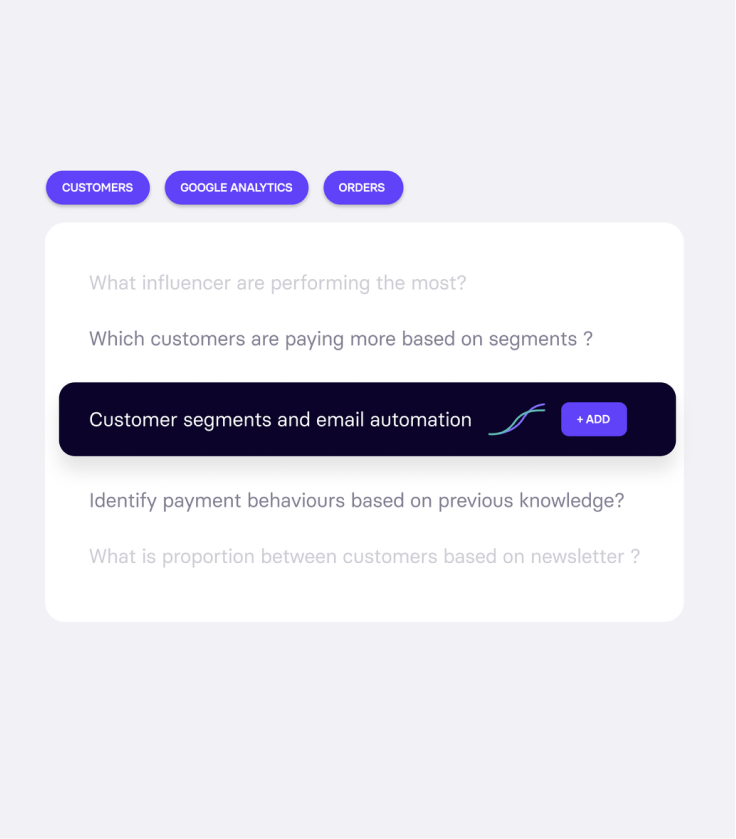 CUSTOMERS GOOGLE ANALYTICS ORDERS
What influencer are performing the most?
Which customers are paying more based on segments ?
Customer segments and email automation + ADD
Identify payment behaviours based on previous knowledge?
What is proportion between customers based on newsletter ?